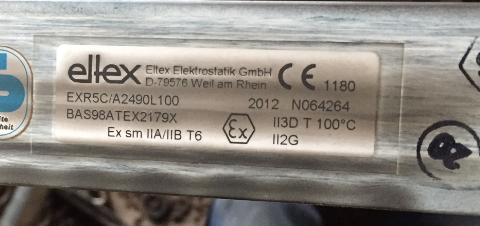 eltex Eltex Elektrostatik GmbH
D-79576 Weil am Rhein CE 1180
EXR5C/A2490L100 2012 N064264
BAS98ATEX2179X II3D T 100°C
Ex sm IIA/IIB T6 Ex II2G